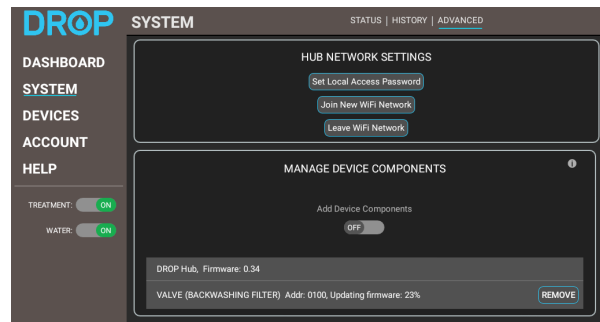 DROP
SYSTEM
STATUS | HISTORY | ADVANCED
DASHBOARD
SYSTEM
DEVICES
ACCOUNT
HELP
TREATMENT: ON
WATER: ON
HUB NETWORK SETTINGS
Set Local Access Password
Join New WiFi Network
Leave WiFi Network
MANAGE DEVICE COMPONENTS
i
Add Device Components
OFF
DROP Hub, Firmware: 0.34
VALVE (BACKWASHING FILTER) Addr: 0100, Updating firmware: 23% REMOVE